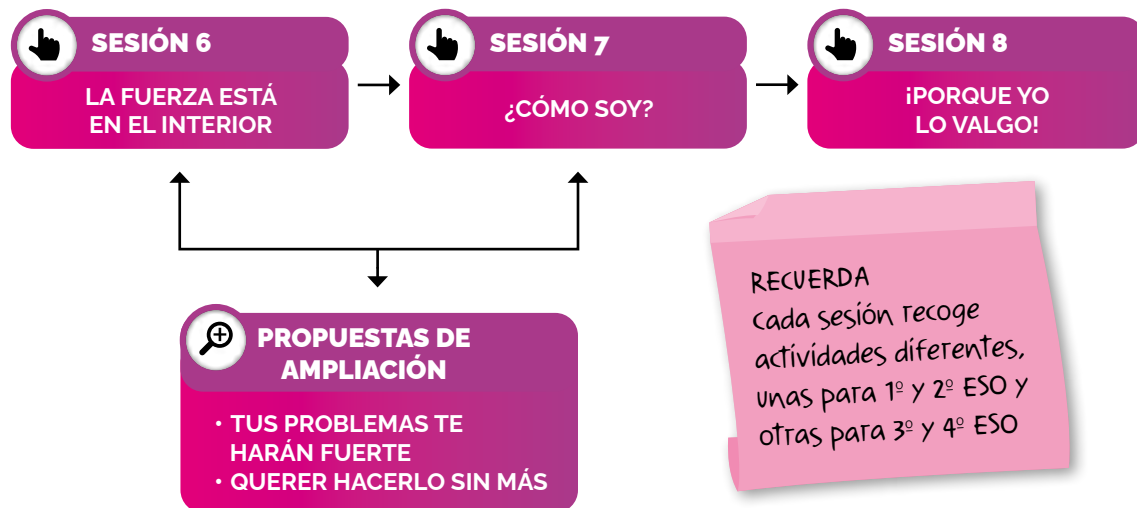 SESIÓN 6
LA FUERZA ESTÁ
EN EL INTERIOR
SESIÓN 7
¿CÓMO SOY?
SESIÓN 8
¡PORQUE YO
LO VALGO!
PROPUESTAS DE
AMPLIACIÓN
• TUS PROBLEMAS TE
HARÁN FUERTE
• QUERER HACERLO SIN MÁS
RECUERDA
Cada sesión recoge
actividades diferentes,
unas para 1º y 2º ESO y
otras para 3º y 4º ESO